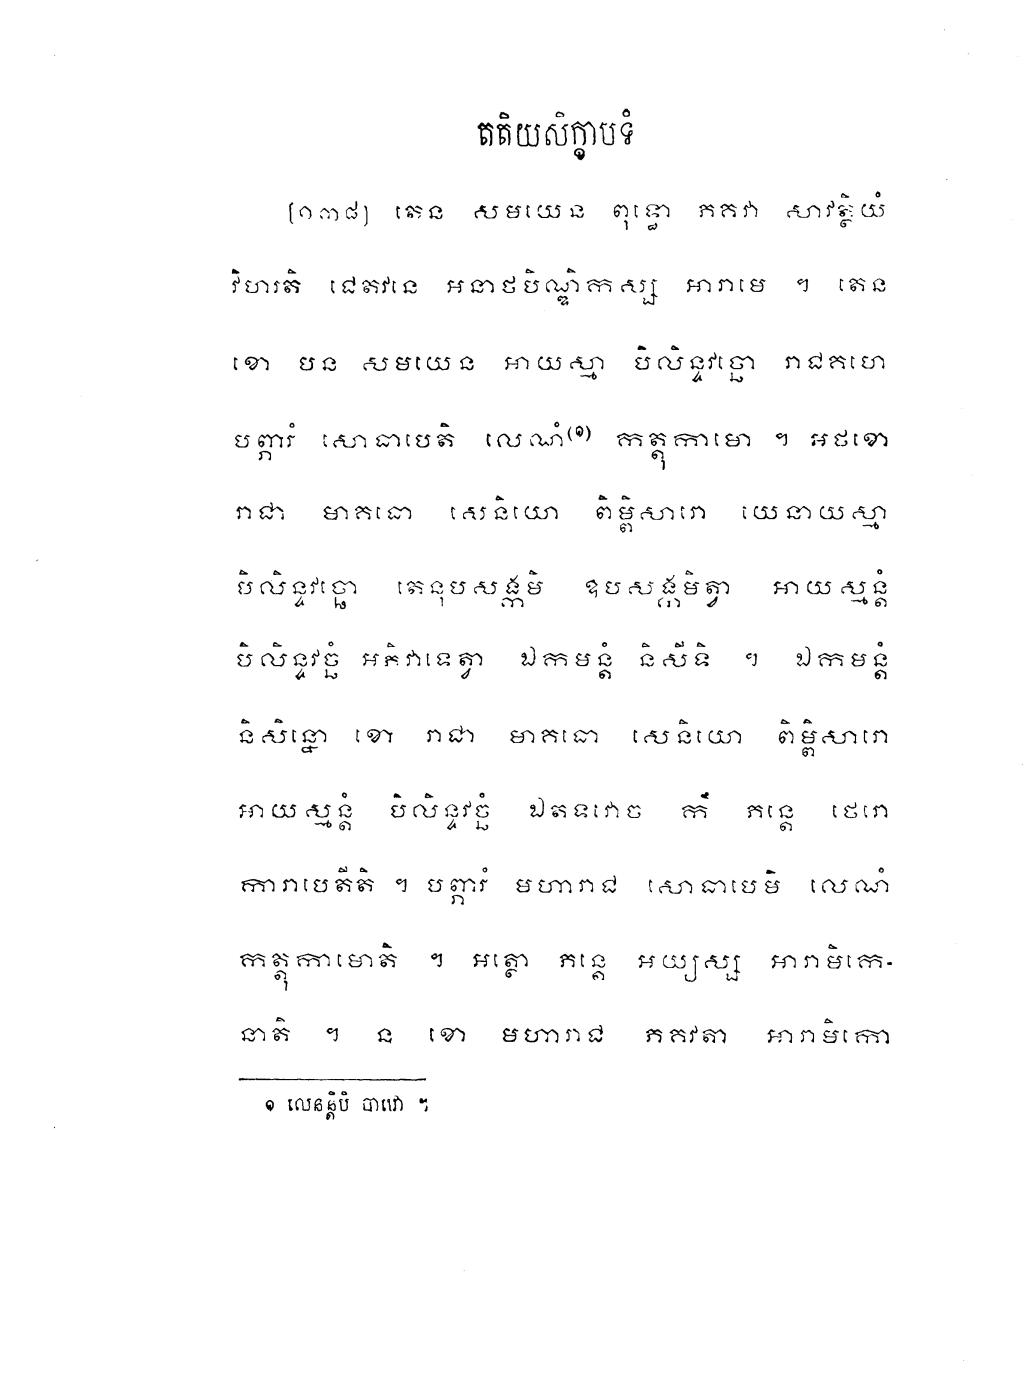 តតិយសិក្ខាបទំ
[១៣៨] តេន សមយេន ពុទ្ធោ ភគវា សាវត្ថិយំ
វិហរតិ ជេតវនេ អនាថបិណ្ឌិកស្ស អារាមេ ។ តេន
ខោ បន សមយេន អាយស្មា បិលិន្ទវច្ឆោ រាជគហេ
បព្ភារំ សោធាបេតិ លេណំ(១) កត្តុកាមោ ។ អថខោ
រាជា មាគធោ សេនិយោ ពិម្ពិសារោ យេនាយស្មា
បិលិន្ទវច្ឆោ តេនុបសង្កមិ ឧបសង្កមិត្វា អាយស្មន្តំ
បិលិន្ទវច្ឆំ អភិវាទេត្វា ឯកមន្តំ និសីទិ ។ ឯកមន្តំ
និសិន្នោ ខោ រាជា មាគធោ សេនិយោ ពិម្ពិសារោ
អាយស្មន្តំ បិលិន្ទវច្ឆំ ឯតទវោច កឹ ភន្តេ ថេរោ
ការាបេតីតិ ។ បព្ភារំ មហារាជ សោធាបេមិ លេណំ
កត្តុកាមោតិ ។ អត្ថោ ភន្តេ អយ្យស្ស អារាមិកេ-
នាតិ ។ ន ខោ មហារាជ ភគវតា អារាមិកោ
១ លេនន្តិបិ បាឋោ ។